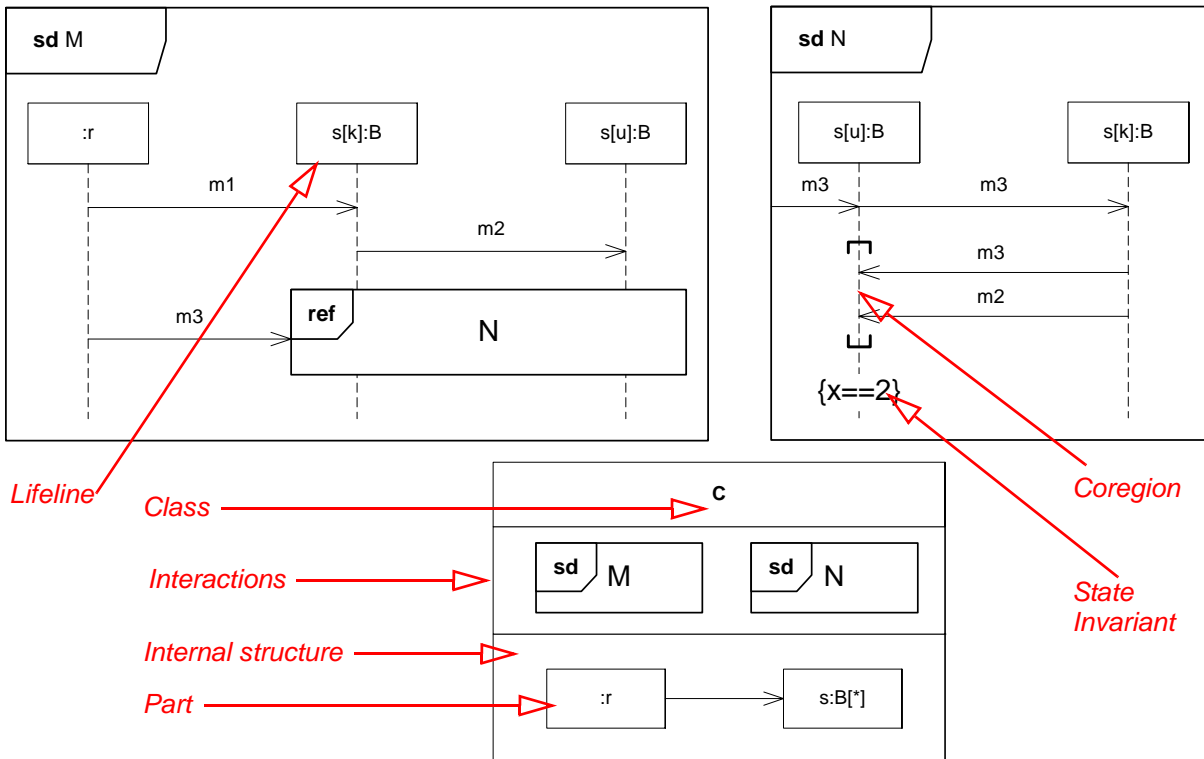 sd M
:r
s[k]:B
s[u]:B
m1
m2
m3
ref
N
sd N
s[u]:B
s[k]:B
m3
m3
m3
m2
{x==2}
Lifeline
Coregion
State
Invariant
Class
C
Interactions
sd M
sd N
Internal structure
Part
:r
s:B[*]